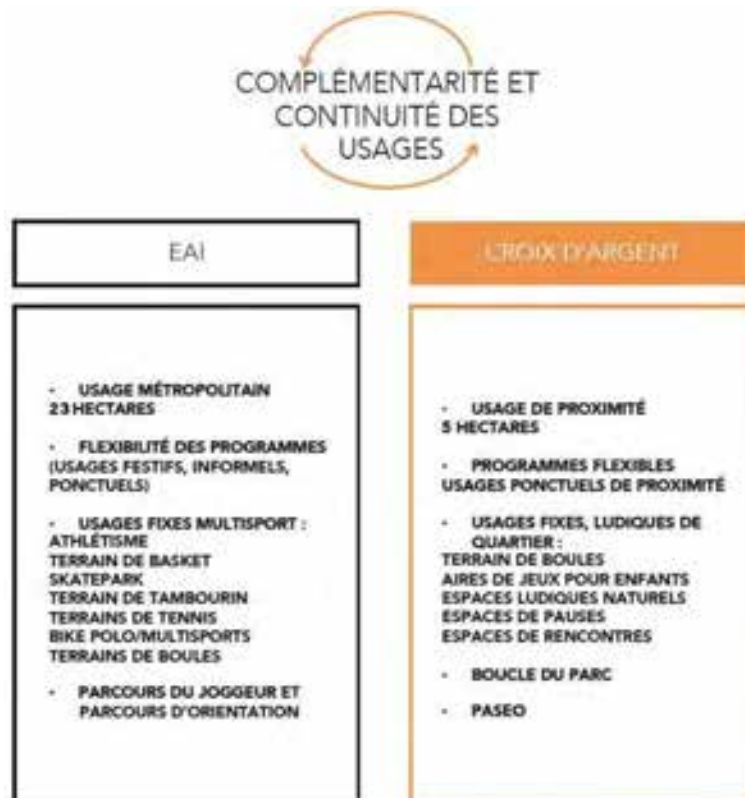 COMPLÉMENTARITÉ ET
CONTINUITÉ DES
USAGES
EAI
CROIX D'ARGENT
- USAGE MÉTROPOLITAIN
23 HECTARES
- FLEXIBILITÉ DES PROGRAMMES
(USAGES FESTIFS, INFORMELS,
PONCTUELS)
- USAGES FIXES MULTISPORT :
ATHLÉTISME
TERRAIN DE BASKET
SKATEPARK
TERRAIN DE TAMBOURIN
TERRAINS DE TENNIS
BIKE POLO/MULTISPORTS
TERRAINS DE BOULES
- PARCOURS DU JOGGEUR ET
PARCOURS D'ORIENTATION
- USAGE DE PROXIMITÉ
5 HECTARES
- PROGRAMMES FLEXIBLES
USAGES PONCTUELS DE PROXIMITÉ
- USAGES FIXES, LUDIQUES DE
QUARTIER :
TERRAIN DE BOULES
AIRES DE JEUX POUR ENFANTS
ESPACES LUDIQUES NATURELS
ESPACES DE PAUSES
ESPACES DE RENCONTRES
- BOUCLE DU PARC
- PASEO